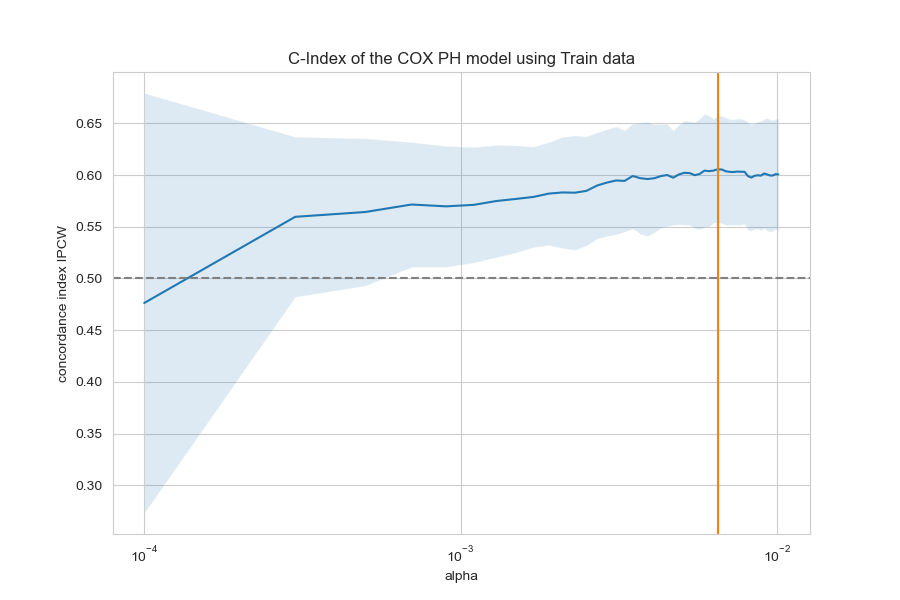 C-Index of the COX PH model using Train data
concordance index IPCW
0.65
0.60
0.55
0.50
0.45
0.40
0.35
0.30
10⁻⁴ 10⁻³ 10⁻²
alpha